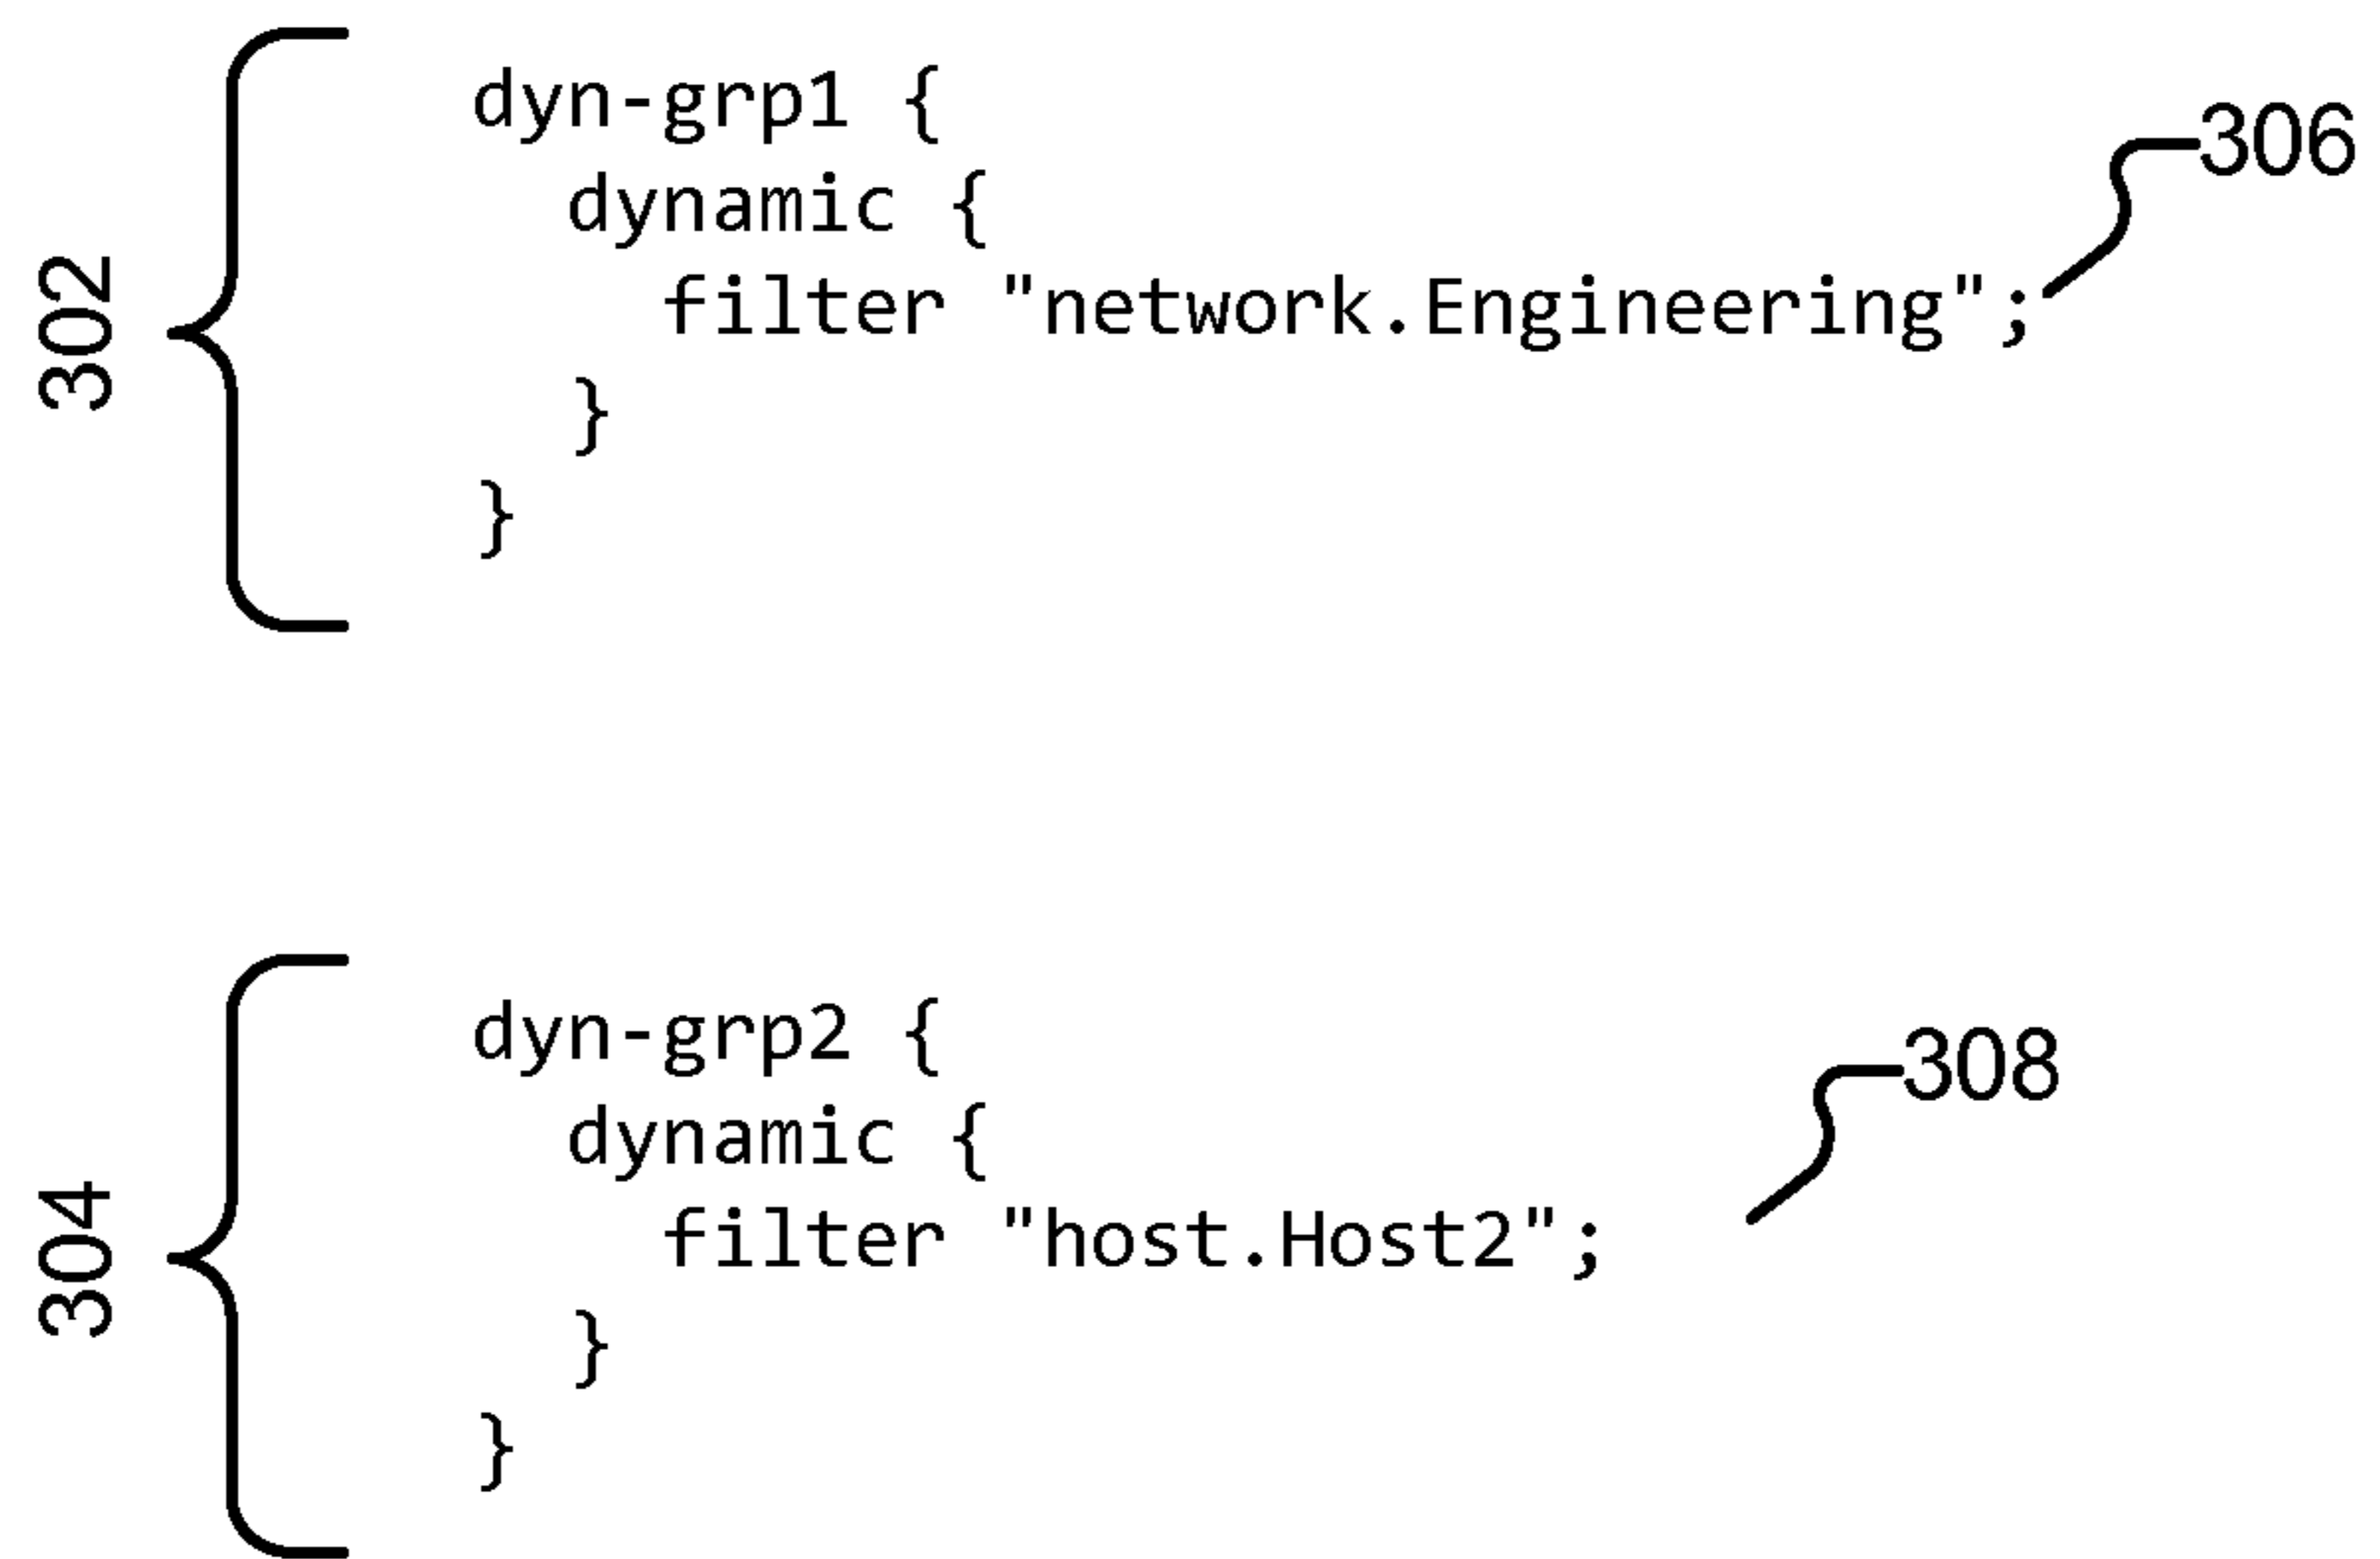 dyn-grp1 {
306
dynamic {
filter "network.Engineering";
302
}
}
dyn-grp2 {
308
dynamic {
filter "host.Host2";
304
}
}